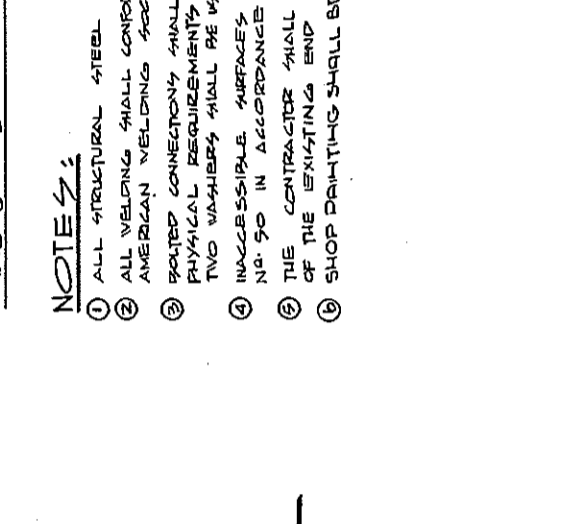 NOTES:
① ALL STRUCTURAL STEEL
② ALL WELDING SHALL CONFO
AMERICAN WELDING SOC
③ BOLTED CONNECTIONS SHALL
PHYSICAL REQUIREMENTS
TWO WASHERS SHALL BE US
④ INACCESSIBLE SURFACES
NO. 50 IN ACCORDANCE
⑤ THE CONTRACTOR SHALL
OF THE EXISTING END
⑥ SHOP PAINTING SHALL BE